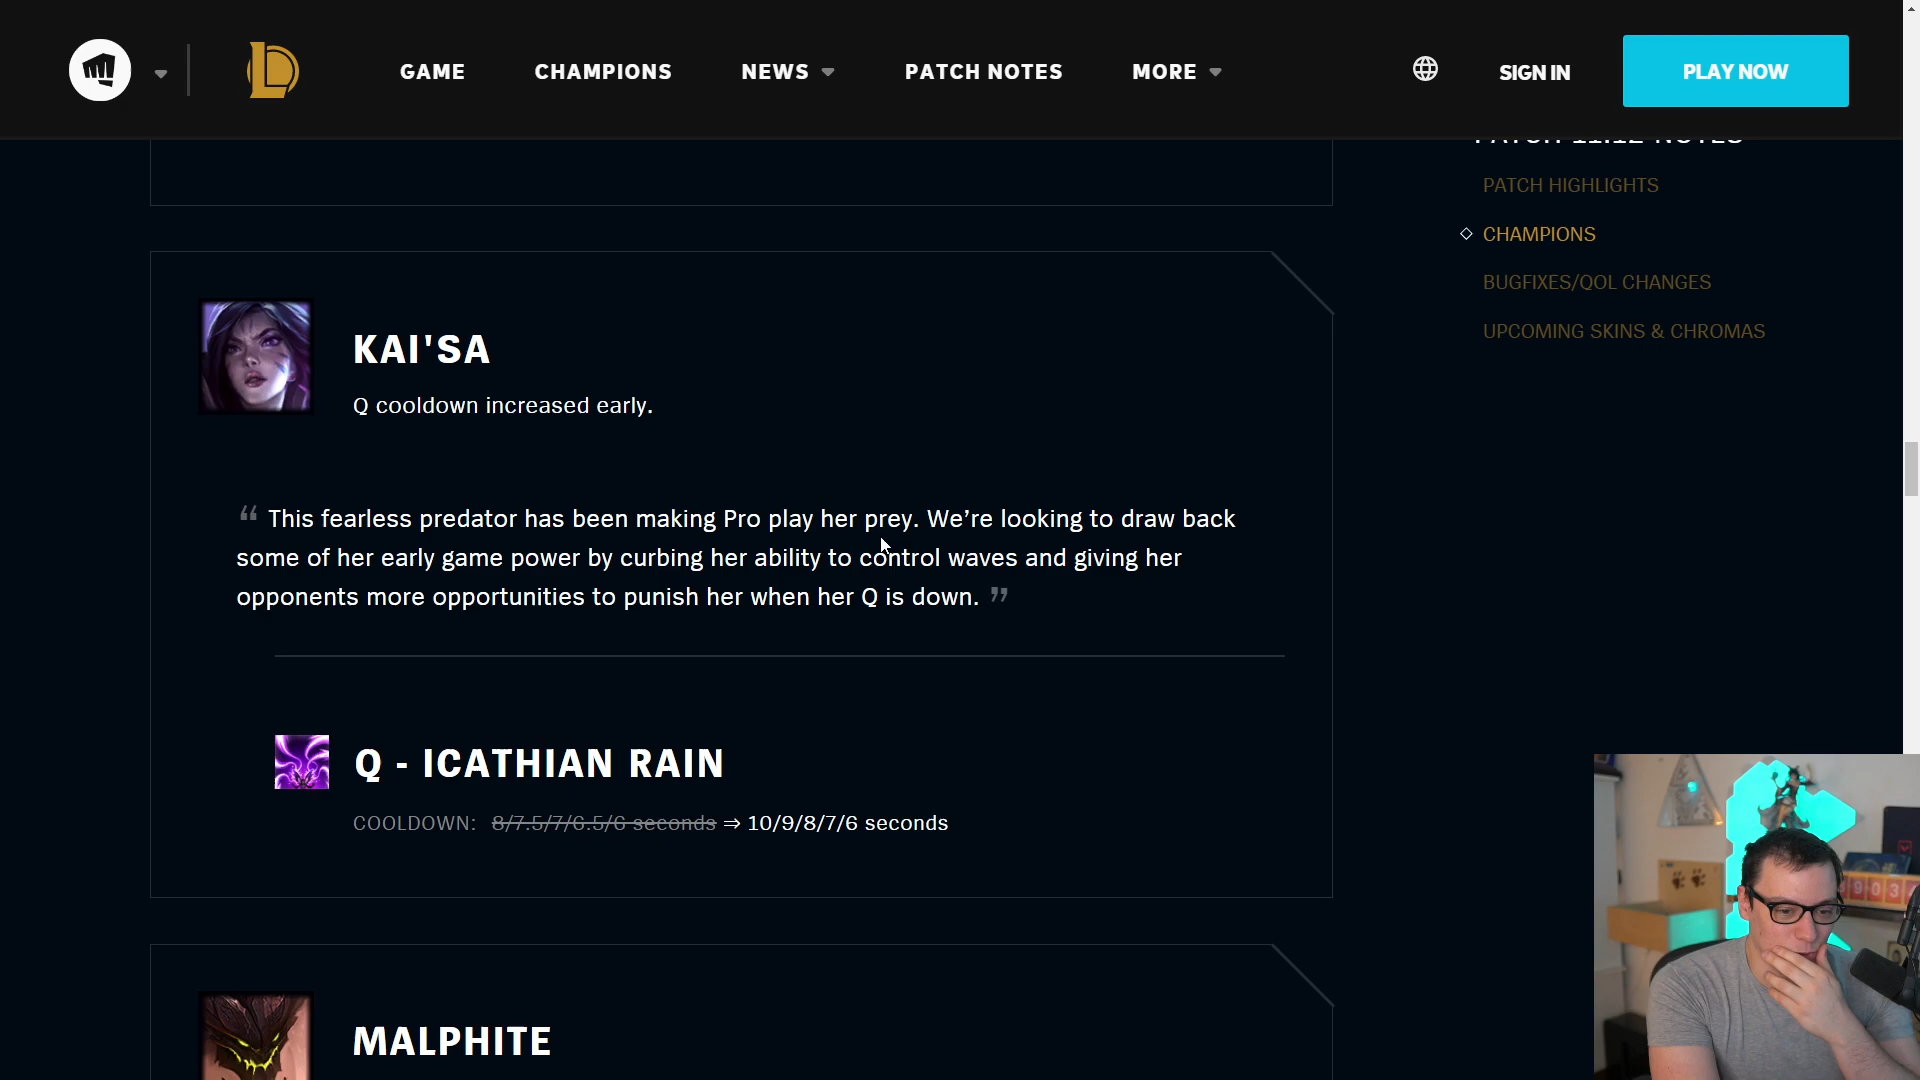 GAME
CHAMPIONS
NEWS
PATCH NOTES
MORE
SIGN IN
PLAY NOW
PATCH 11.12 NOTES
PATCH HIGHLIGHTS
CHAMPIONS
BUGFIXES/QOL CHANGES
UPCOMING SKINS & CHROMAS
KAI'SA
Q cooldown increased early.
“ This fearless predator has been making Pro play her prey. We’re looking to draw back
some of her early game power by curbing her ability to control waves and giving her
opponents more opportunities to punish her when her Q is down. ”
Q - ICATHIAN RAIN
COOLDOWN: 8/7.5/7/6.5/6 seconds ⇒ 10/9/8/7/6 seconds
MALPHITE